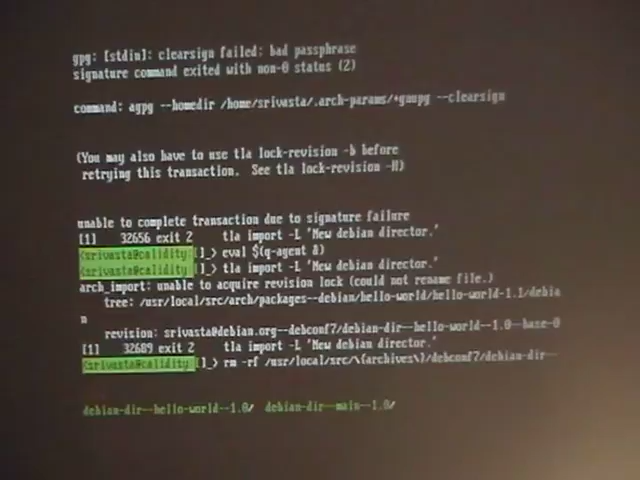 gpg: [stdin]: clearsign failed: bad passphrase
signature command exited with non-0 status (2)
command: agpg --homedir /home/srivasta/.arch-params/+gnupg --clearsign
(You may also have to use tla lock-revision -b before
retrying this transaction. See tla lock-revision -H)
unable to complete transaction due to signature failure
[1] 32656 exit 2 tla import -L 'New debian director.'
<srivasta@calidity:[]_> eval $(q-agent &)
<srivasta@calidity:[]_> tla import -L 'New debian director.'
arch_import: unable to acquire revision lock (could not rename file.)
tree: /usr/local/src/arch/packages--debian/hello-world/hello-world-1.1/debia
n
revision: srivasta@debian.org--debconf7/debian-dir--hello-world--1.0--base-0
[1] 32689 exit 2 tla import -L 'New debian director.'
<srivasta@calidity:[]_> rm -rf /usr/local/src/\{archives\}/debconf7/debian-dir--
debian-dir--hello-world--1.0/ debian-dir--main--1.0/